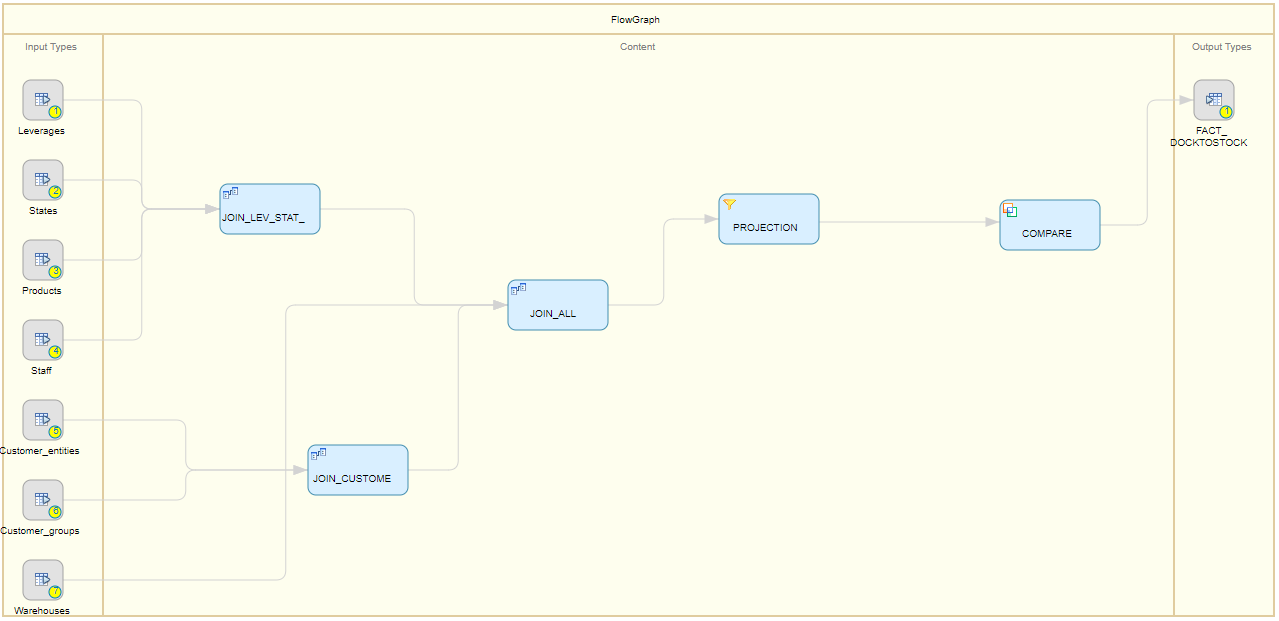 FlowGraph
Input Types
Content
Output Types
1
Leverages
2
States
3
Products
4
Staff
5
Customer_entities
6
Customer_groups
7
Warehouses
JOIN_LEV_STAT_
JOIN_CUSTOME
JOIN_ALL
PROJECTION
COMPARE
1
FACT_
DOCKTOSTOCK